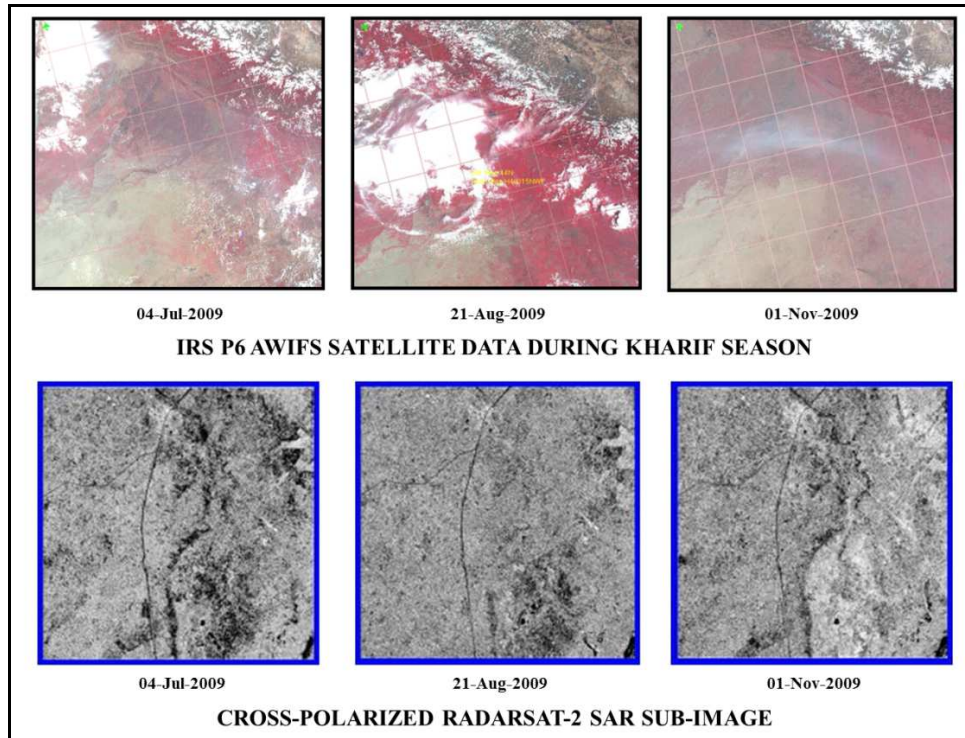 04-Jul-2009
21-Aug-2009
01-Nov-2009
IRS P6 AWIFS SATELLITE DATA DURING KHARIF SEASON
04-Jul-2009
21-Aug-2009
01-Nov-2009
CROSS-POLARIZED RADARSAT-2 SAR SUB-IMAGE